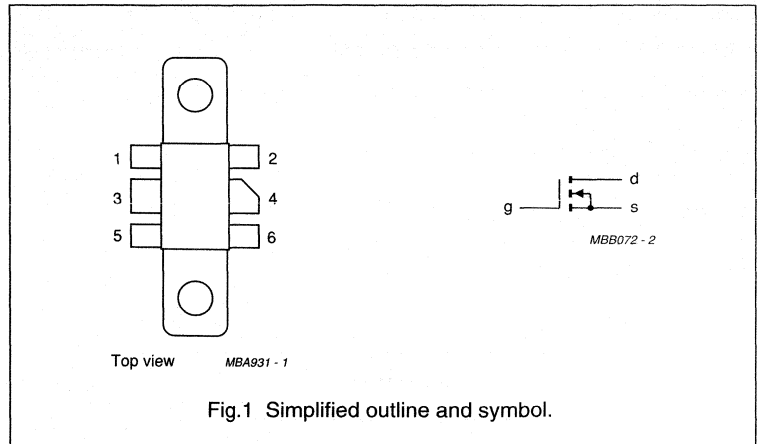 1
2
3
4
5
6
g
d
s
MBB072 - 2
Top view
MBA931 - 1
Fig.1 Simplified outline and symbol.